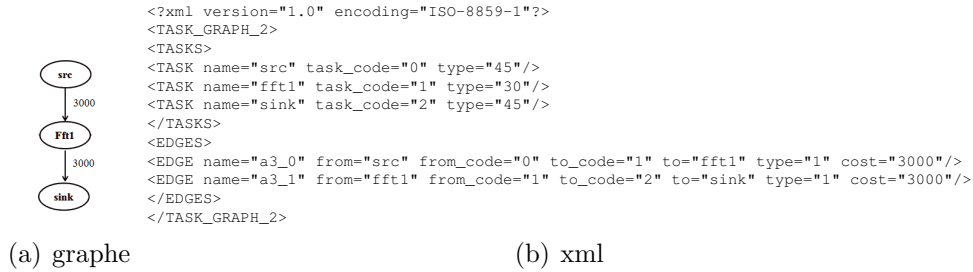 src
3000
Fft1
3000
sink
<?xml version="1.0" encoding="ISO-8859-1"?>
<TASK_GRAPH_2>
<TASKS>
<TASK name="src" task_code="0" type="45"/>
<TASK name="fft1" task_code="1" type="30"/>
<TASK name="sink" task_code="2" type="45"/>
</TASKS>
<EDGES>
<EDGE name="a3_0" from="src" from_code="0" to_code="1" to="fft1" type="1" cost="3000"/>
<EDGE name="a3_1" from="fft1" from_code="1" to_code="2" to="sink" type="1" cost="3000"/>
</EDGES>
</TASK_GRAPH_2>
(a) graphe
(b) xml